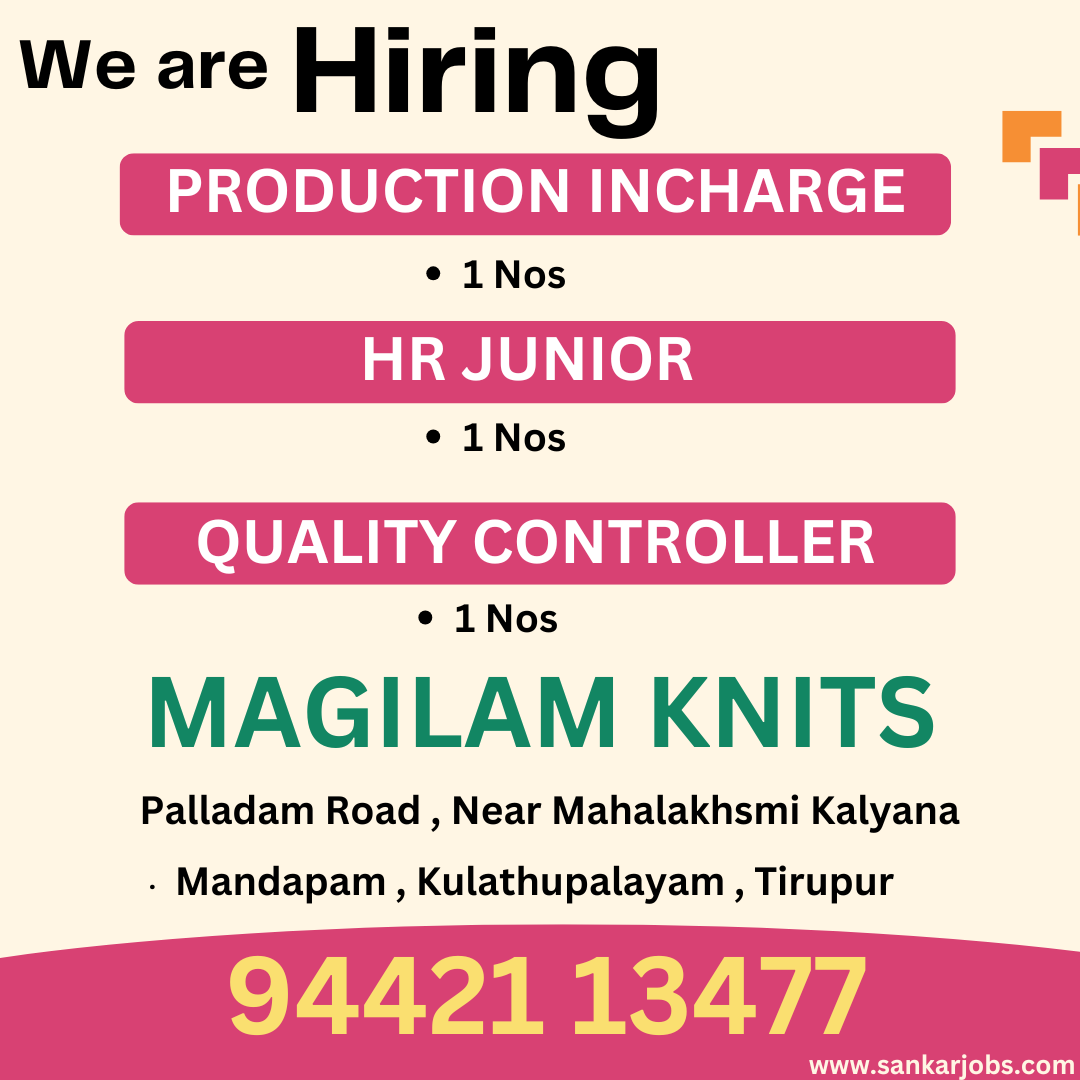 We are Hiring
PRODUCTION INCHARGE
• 1 Nos
HR JUNIOR
• 1 Nos
QUALITY CONTROLLER
• 1 Nos
MAGILAM KNITS
Palladam Road , Near Mahalakhsmi Kalyana
. Mandapam , Kulathupalayam , Tirupur
94421 13477
www.sankarjobs.com